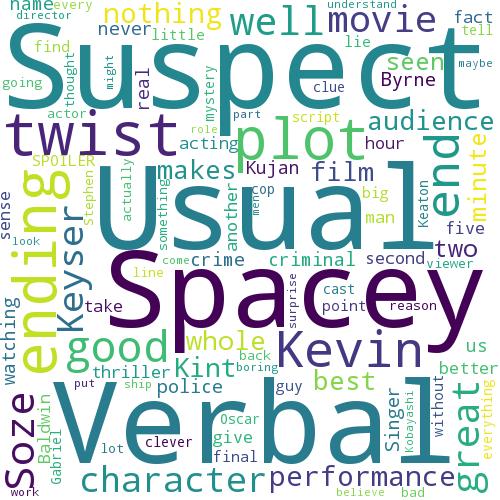 name every nothing well movie understand fact
director
find thought never little lie tell
going Suspect maybe
might real mystery clue seen Byrne
actor role part script audience
twist acting plot hour
SPOILER makes Kujan film end minute
sense Stephen actually something another cop men big Keaton
look Usual man five
ending Keyser crime criminal second two viewer
come line cast
watching take Spacey surprise point reason
good whole Kevin us
thriller Kint back boring better
put ship police guy best without everything
Soze Baldwin Gabriel Verbal Singer Kobayashi great
Oscar
lot clever give
final
character performance
work believe bad